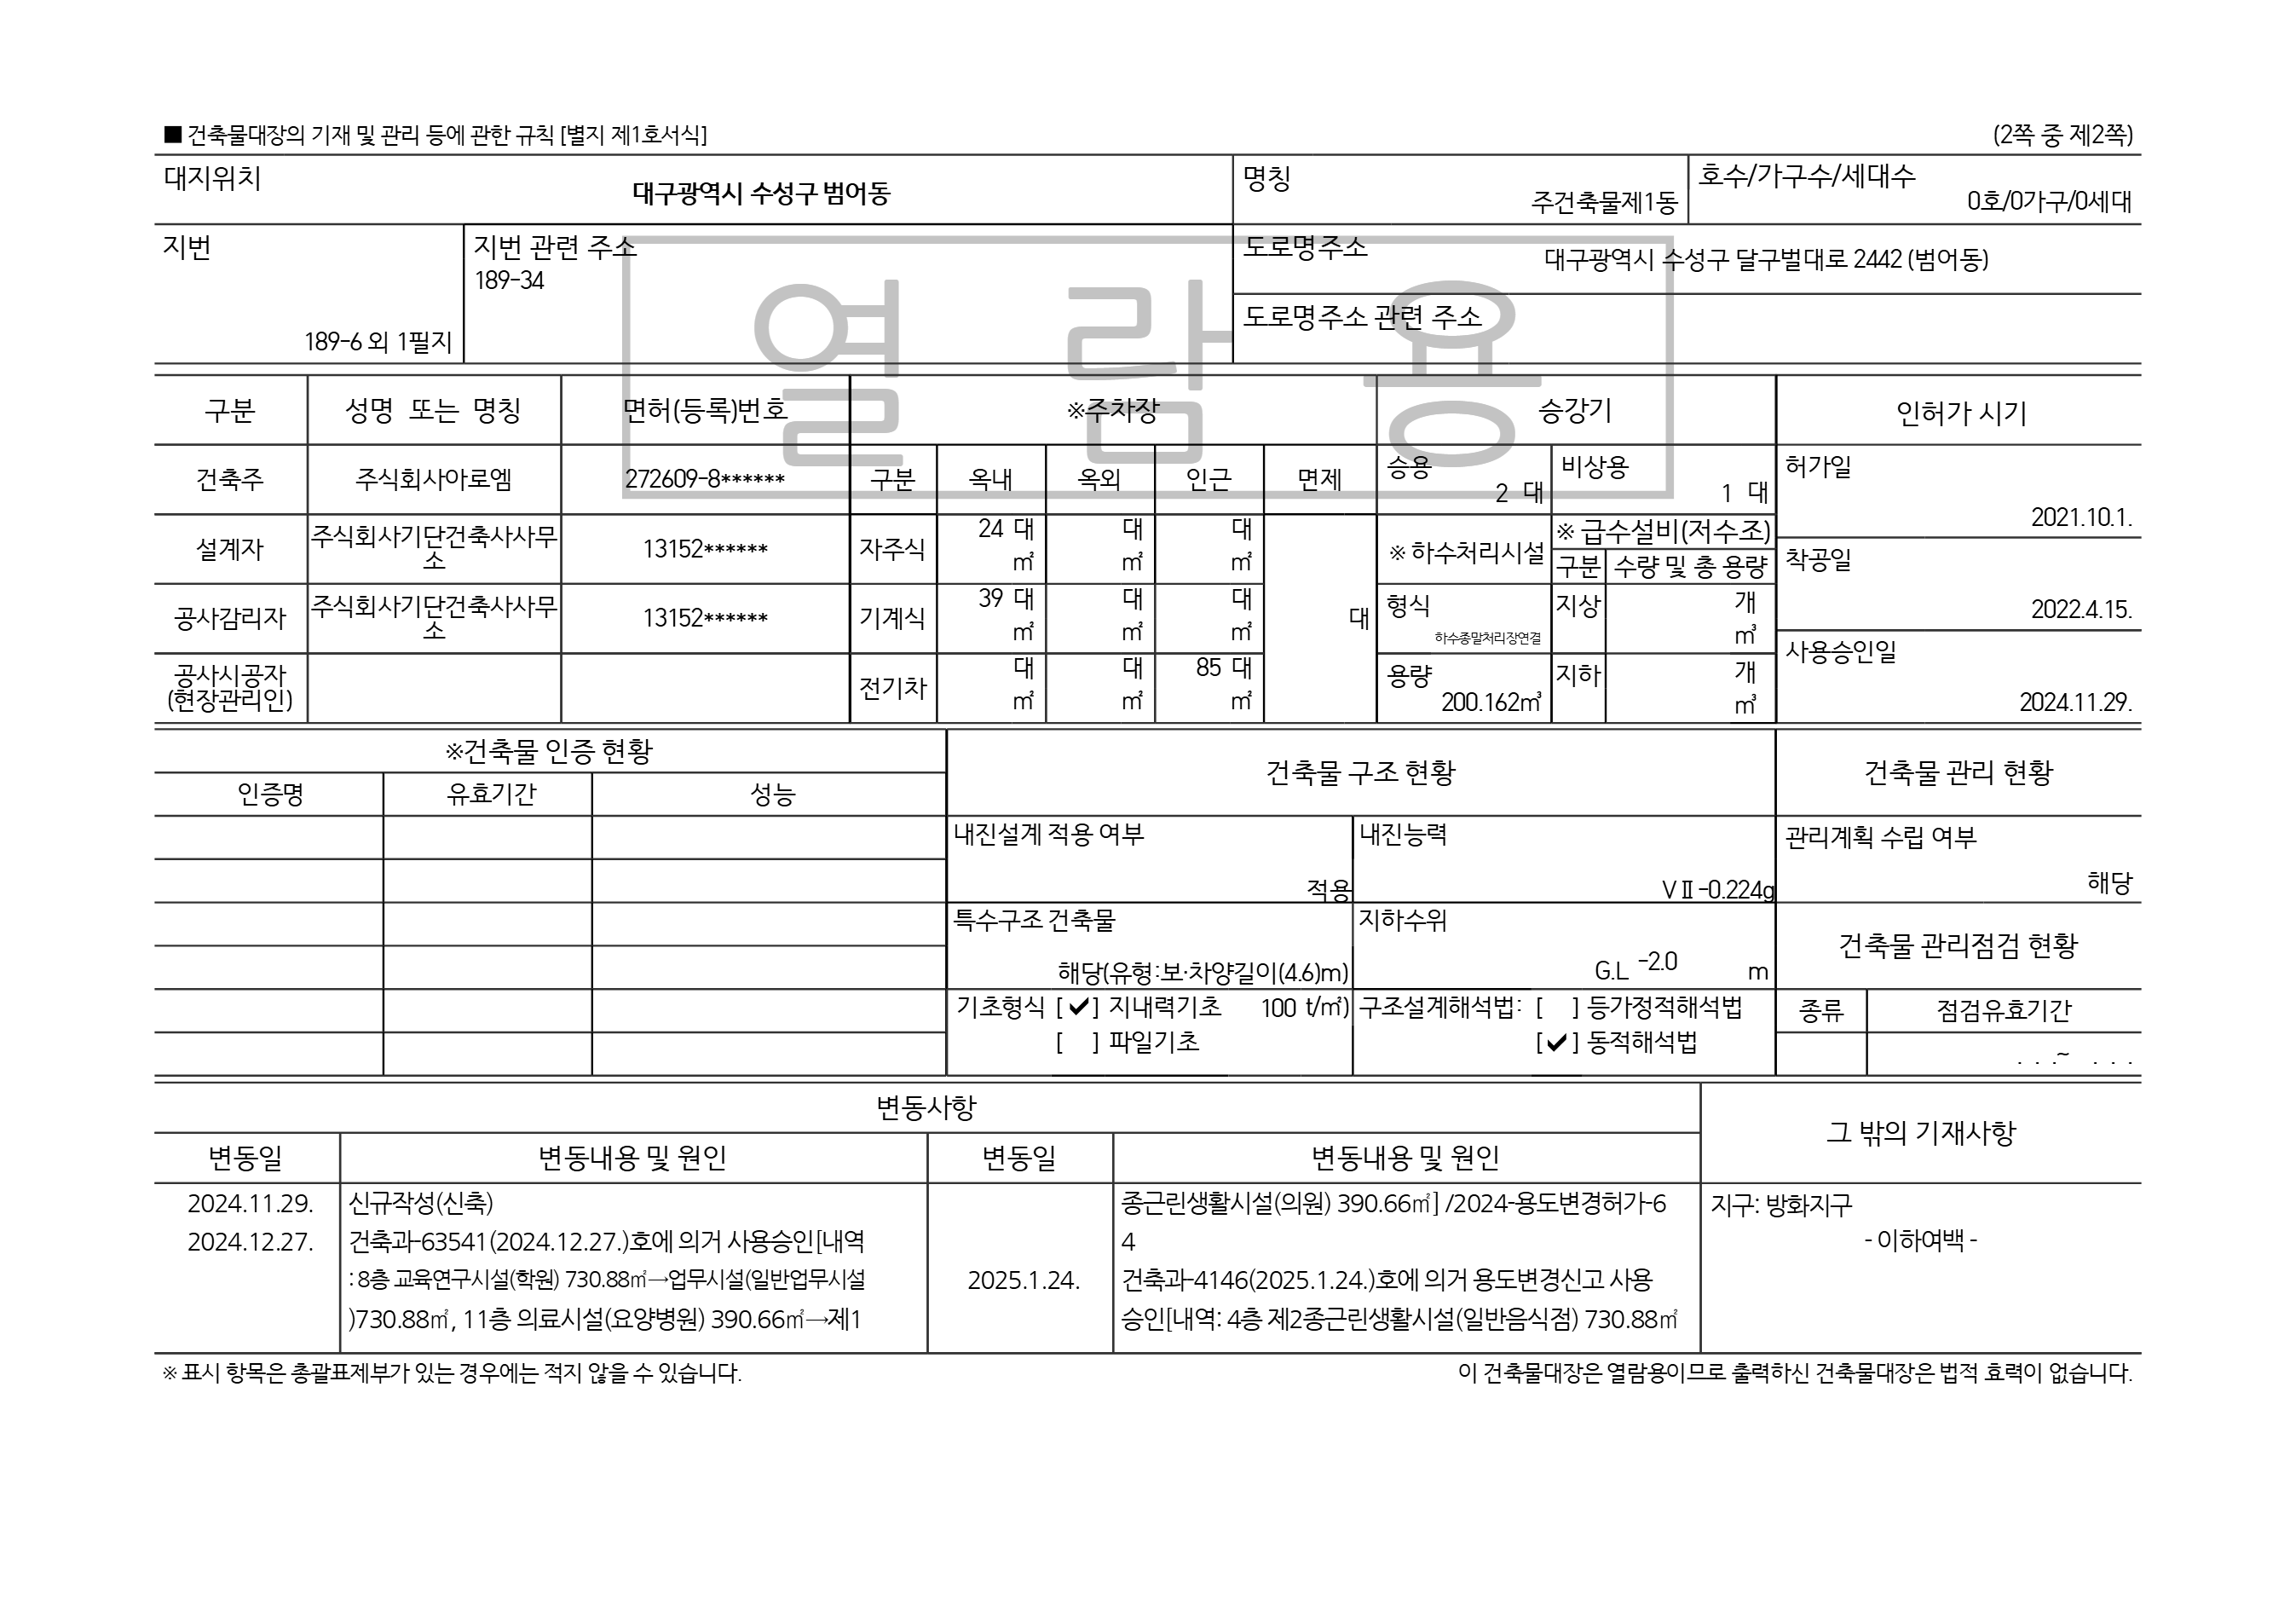 ■ 건축물대장의 기재 및 관리 등에 관한 규칙 [별지 제1호서식]
(2쪽 중 제2쪽)
대지위치
대구광역시 수성구 범어동
명칭
주건축물제1동
호수/가구수/세대수
0호/0가구/0세대
지번
189-6 외 1필지
지번 관련 주소
189-34
도로명주소
대구광역시 수성구 달구벌대로 2442 (범어동)
도로명주소 관련 주소
열 람 용
구분 성명 또는 명칭 면허(등록)번호 ※주차장 승강기 인허가 시기
건축주 주식회사아로엠 272609-8******
구분 옥내 옥외 인근 면제
승용 2 대
비상용 1 대
허가일
2021.10.1.
설계자 주식회사기단건축사사무소 13152******
자주식 24 대 ㎡ 대 ㎡ 대 ㎡
대
※ 하수처리시설
※ 급수설비(저수조)
구분 수량 및 총 용량
착공일
2022.4.15.
공사감리자 주식회사기단건축사사무소 13152******
기계식 39 대 ㎡ 대 ㎡ 대 ㎡
형식
하수종말처리장연결
지상 개 ㎥
사용승인일
2024.11.29.
공사시공자
(현장관리인)
전기차 대 ㎡ 대 ㎡ 85 대 ㎡
용량
200.162㎥
지하 개 ㎥
※건축물 인증 현황
인증명 유효기간 성능
건축물 구조 현황
건축물 관리 현황
내진설계 적용 여부
적용
내진능력
ⅤⅡ-0.224g
관리계획 수립 여부
해당
특수구조 건축물
해당(유형:보·차양길이(4.6)m)
지하수위
G.L -2.0 m
건축물 관리점검 현황
기초형식 [✔] 지내력기초 100 t/㎡)
[ ] 파일기초
구조설계해석법: [ ] 등가정적해석법
[✔] 동적해석법
종류 점검유효기간
. . .~ . . .
변동사항
그 밖의 기재사항
변동일 변동내용 및 원인 변동일 변동내용 및 원인
2024.11.29. 신규작성(신축)
2024.12.27. 건축과-63541(2024.12.27.)호에 의거 사용승인[내역
: 8층 교육연구시설(학원) 730.88㎡→업무시설(일반업무시설
)730.88㎡, 11층 의료시설(요양병원) 390.66㎡→제1
종근린생활시설(의원) 390.66㎡] /2024-용도변경허가-6
4
2025.1.24. 건축과-4146(2025.1.24.)호에 의거 용도변경신고 사용
승인[내역: 4층 제2종근린생활시설(일반음식점) 730.88㎡
지구: 방화지구
- 이하여백 -
※ 표시 항목은 총괄표제부가 있는 경우에는 적지 않을 수 있습니다.
이 건축물대장은 열람용이므로 출력하신 건축물대장은 법적 효력이 없습니다.